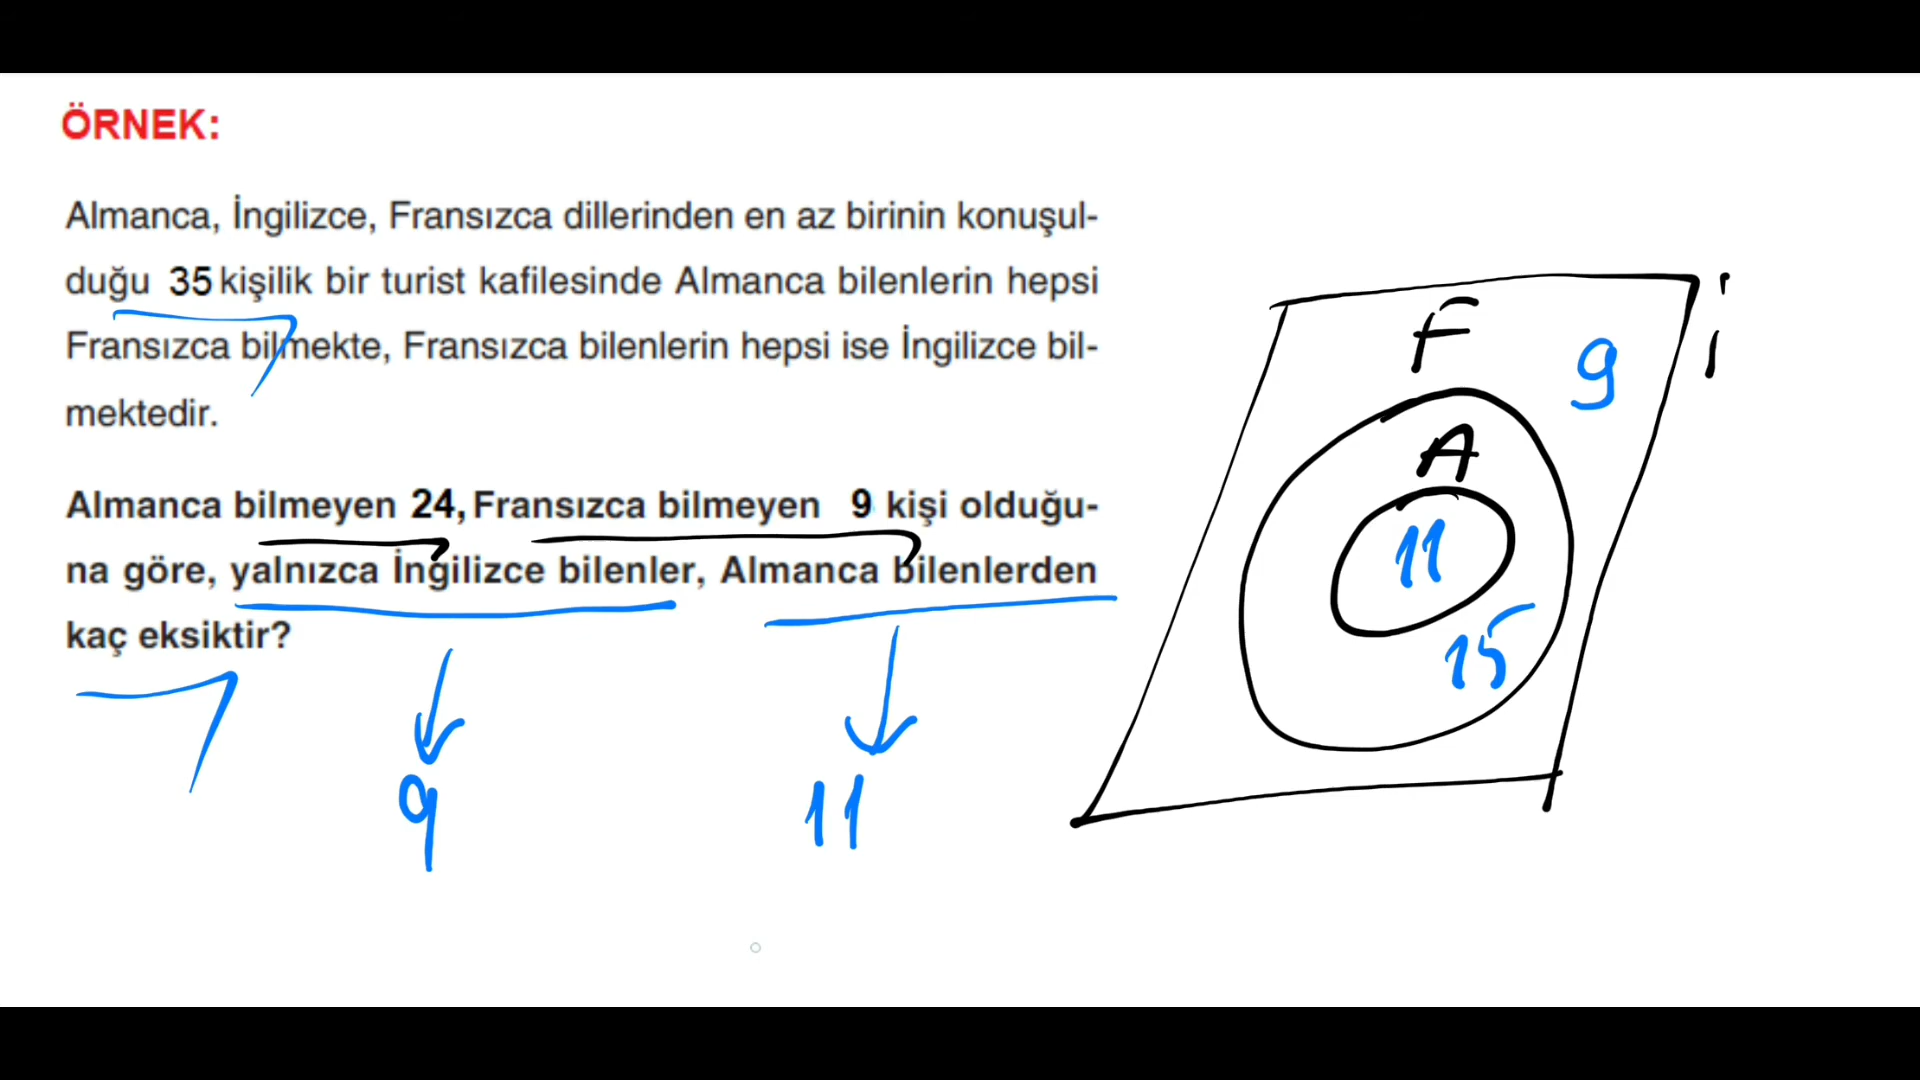 ÖRNEK:
Almanca, İngilizce, Fransızca dillerinden en az birinin konuşul-
duğu 35 kişilik bir turist kafilesinde Almanca bilenlerin hepsi
Fransızca bilmekte, Fransızca bilenlerin hepsi ise İngilizce bil-
mektedir.
Almanca bilmeyen 24, Fransızca bilmeyen 9 kişi olduğu-
na göre, yalnızca İngilizce bilenler, Almanca bilenlerden
kaç eksiktir?
9
11
F
İ
9
A
11
15